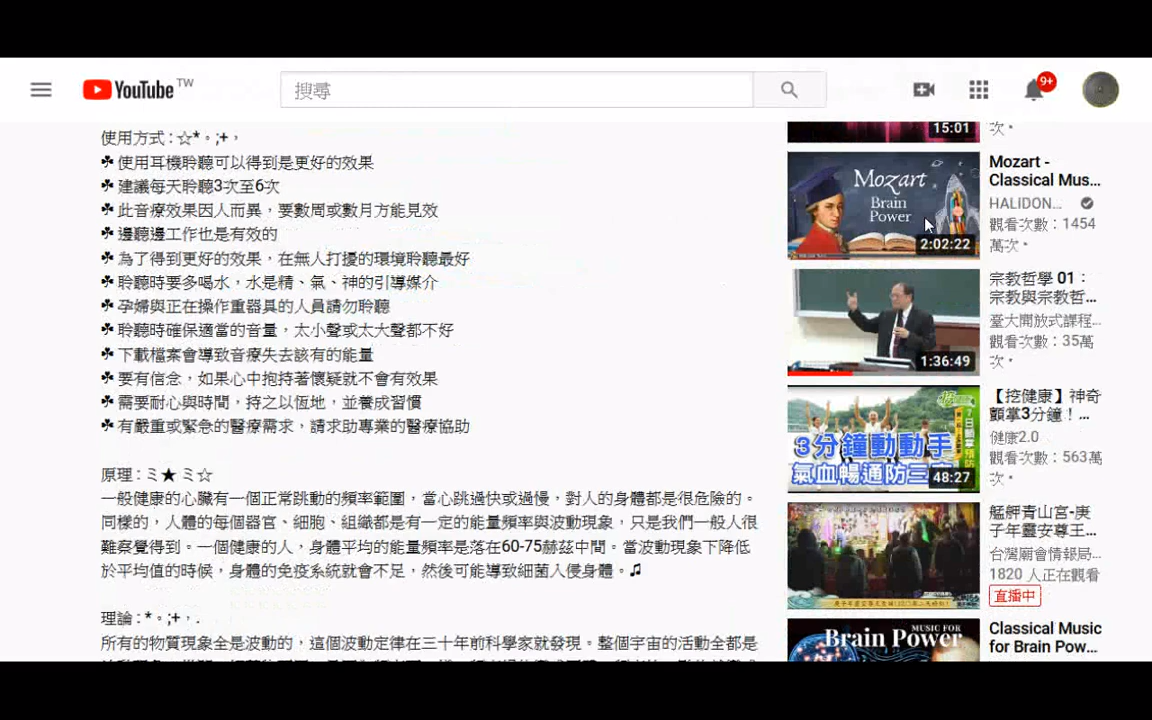 YouTube TW
搜尋
9+
使用方式：☆*。;+，
☘ 使用耳機聆聽可以得到是更好的效果
☘ 建議每天聆聽3次至6次
☘ 此音療效果因人而異，要數周或數月方能見效
☘ 邊聽邊工作也是有效的
☘ 為了得到更好的效果，在無人打擾的環境聆聽最好
☘ 聆聽時要多喝水，水是精、氣、神的引導媒介
☘ 孕婦與正在操作重器具的人員請勿聆聽
☘ 聆聽時確保適當的音量，太小聲或太大聲都不好
☘ 下載檔案會導致音療失去該有的能量
☘ 要有信念，如果心中抱持著懷疑就不會有效果
☘ 需要耐心與時間，持之以恆地，並養成習慣
☘ 有嚴重或緊急的醫療需求，請求助專業的醫療協助
原理：ミ★ ミ☆
一般健康的心臟有一個正常跳動的頻率範圍，當心跳過快或過慢，對人的身體都是很危險的。
同樣的，人體的每個器官、細胞、組織都是有一定的能量頻率與波動現象，只是我們一般人很
難察覺得到。一個健康的人，身體平均的能量頻率是落在60-75赫茲中間。當波動現象下降低
於平均值的時候，身體的免疫系統就會不足，然後可能導致細菌入侵身體。♫
理論：*。;+，.
所有的物質現象全是波動的，這個波動定律在三十年前科學家就發現。整個宇宙的活動全都是
15:01
次。
Mozart
Brain
Power
2:02:22
Mozart -
Classical Mus...
HALIDON...
觀看次數：1454
萬次。
1:36:49
宗教哲學 01：
宗教與宗教哲...
臺大開放式課程...
觀看次數：35萬
次。
3分鐘動動手
氣血暢通防三
48:27
【挖健康】神奇
顫掌3分鐘！...
健康2.0
觀看次數：563萬
次。
艋舺青山宮-庚
子年靈安尊王...
台灣廟會情報局...
1820 人正在觀看
直播中
MUSIC FOR
Brain Power
Classical Music
for Brain Pow...